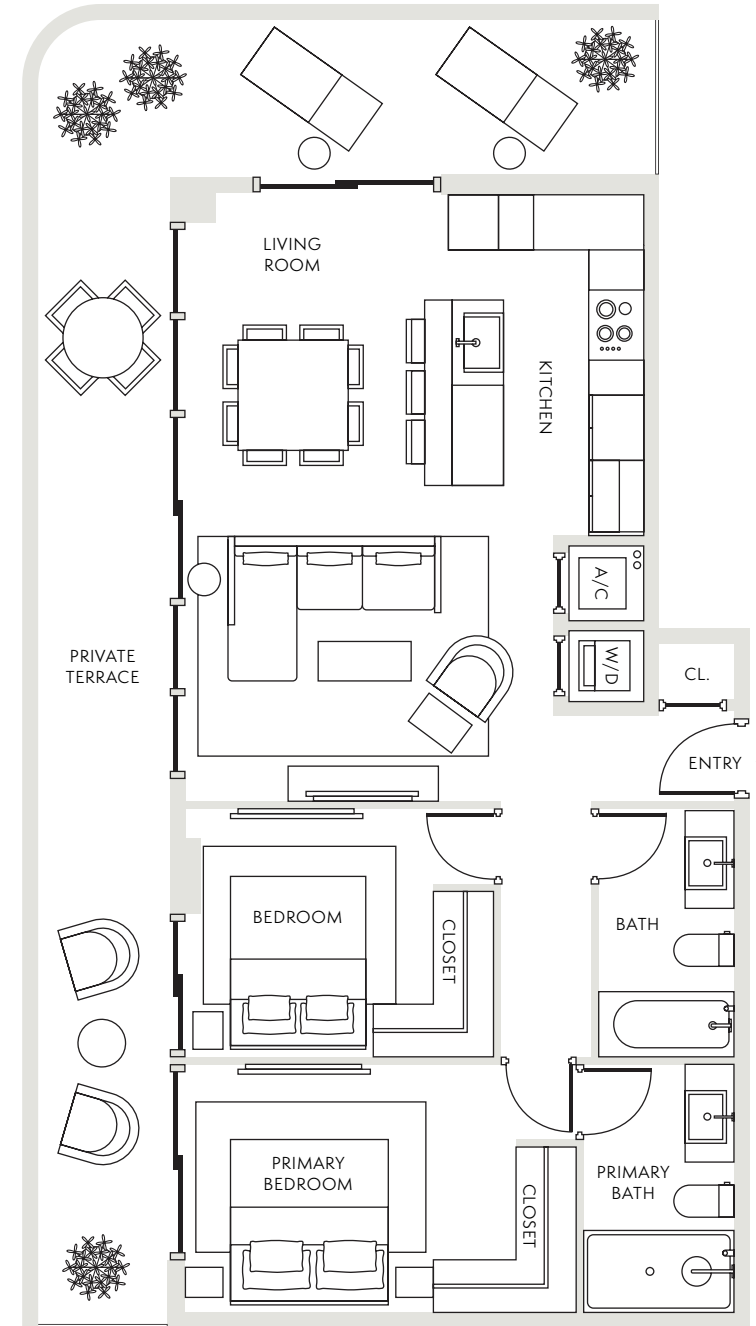 LIVING
ROOM
KITCHEN
A/C
W/D
PRIVATE
TERRACE
CL.
ENTRY
BEDROOM
CLOSET
BATH
PRIMARY
BEDROOM
CLOSET
PRIMARY
BATH